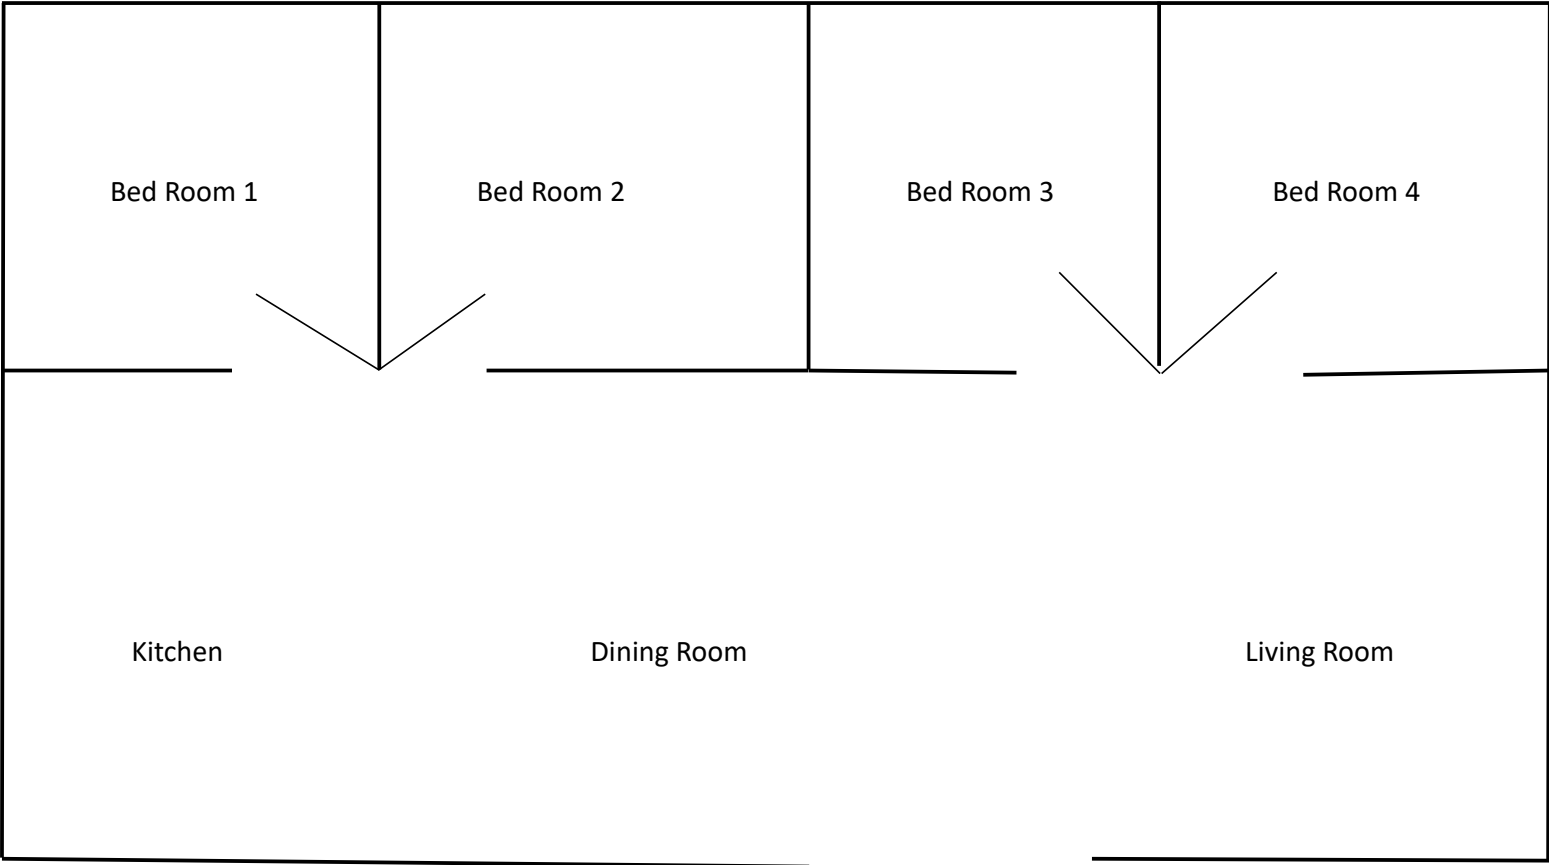 Bed Room 1
Bed Room 2
Bed Room 3
Bed Room 4
Kitchen
Dining Room
Living Room